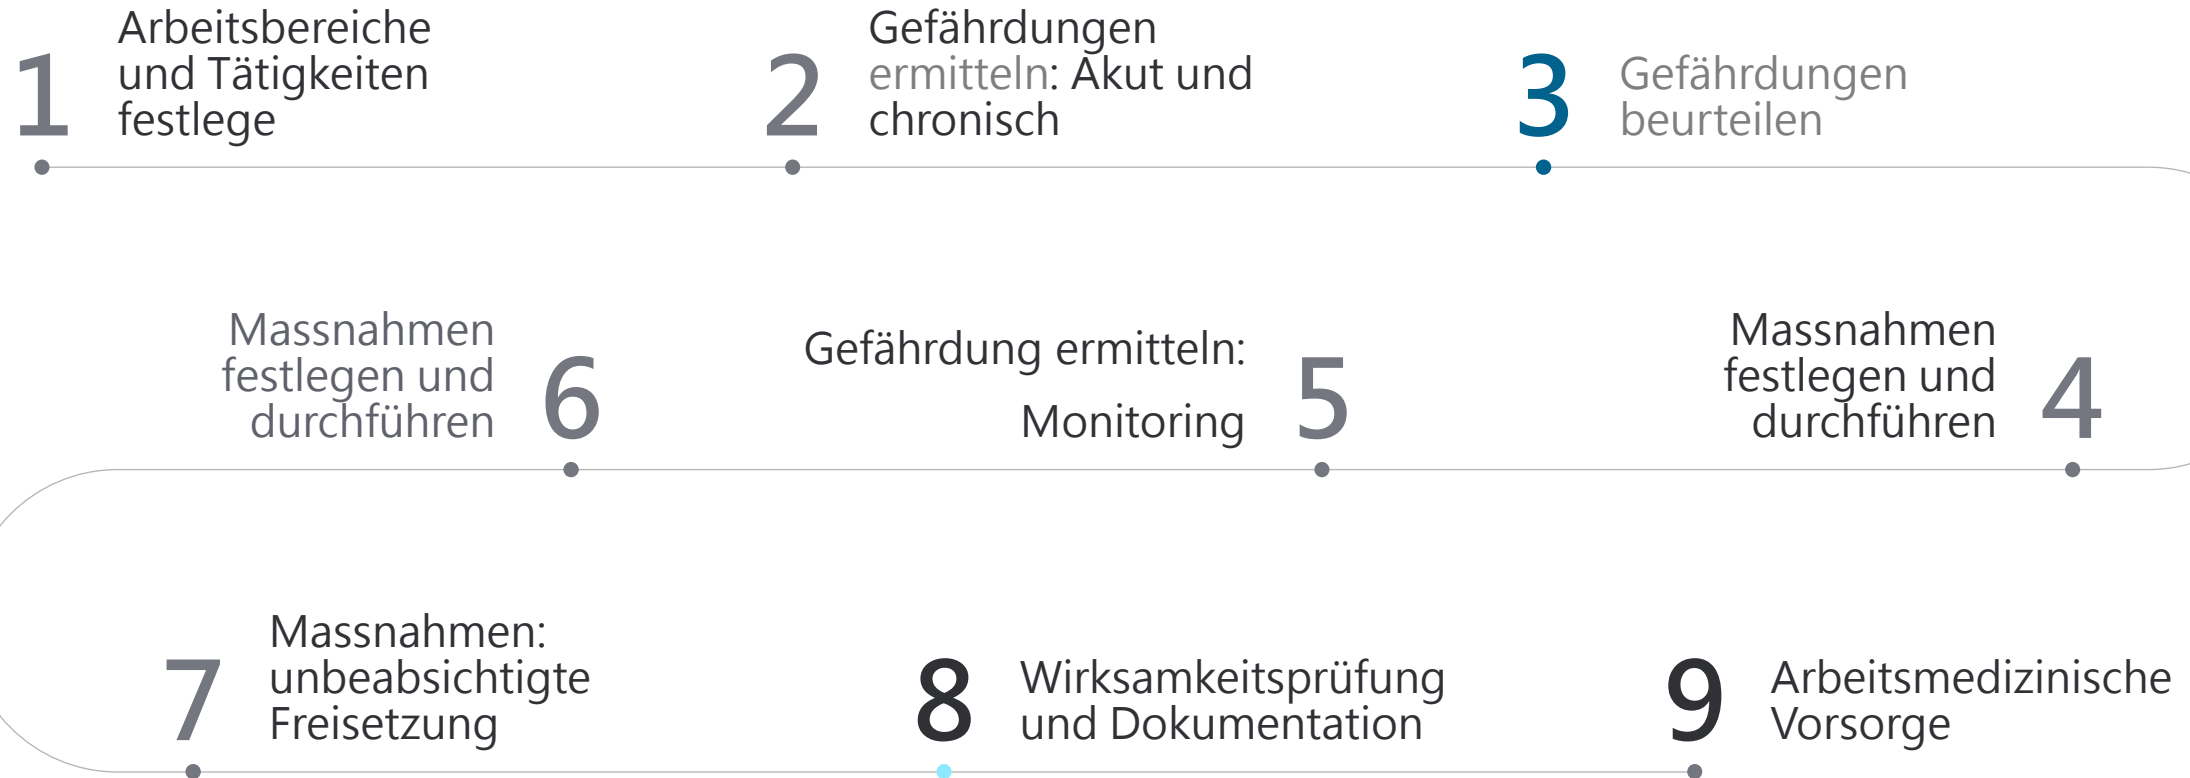 1
Arbeitsbereiche
und Tätigkeiten
festlege
2
Gefährdungen
ermitteln: Akut und
chronisch
3
Gefährdungen
beurteilen
4
Massnahmen
festlegen und
durchführen
5
Gefährdung ermitteln:
Monitoring
6
Massnahmen
festlegen und
durchführen
7
Massnahmen:
unbeabsichtigte
Freisetzung
8
Wirksamkeitsprüfung
und Dokumentation
9
Arbeitsmedizinische
Vorsorge